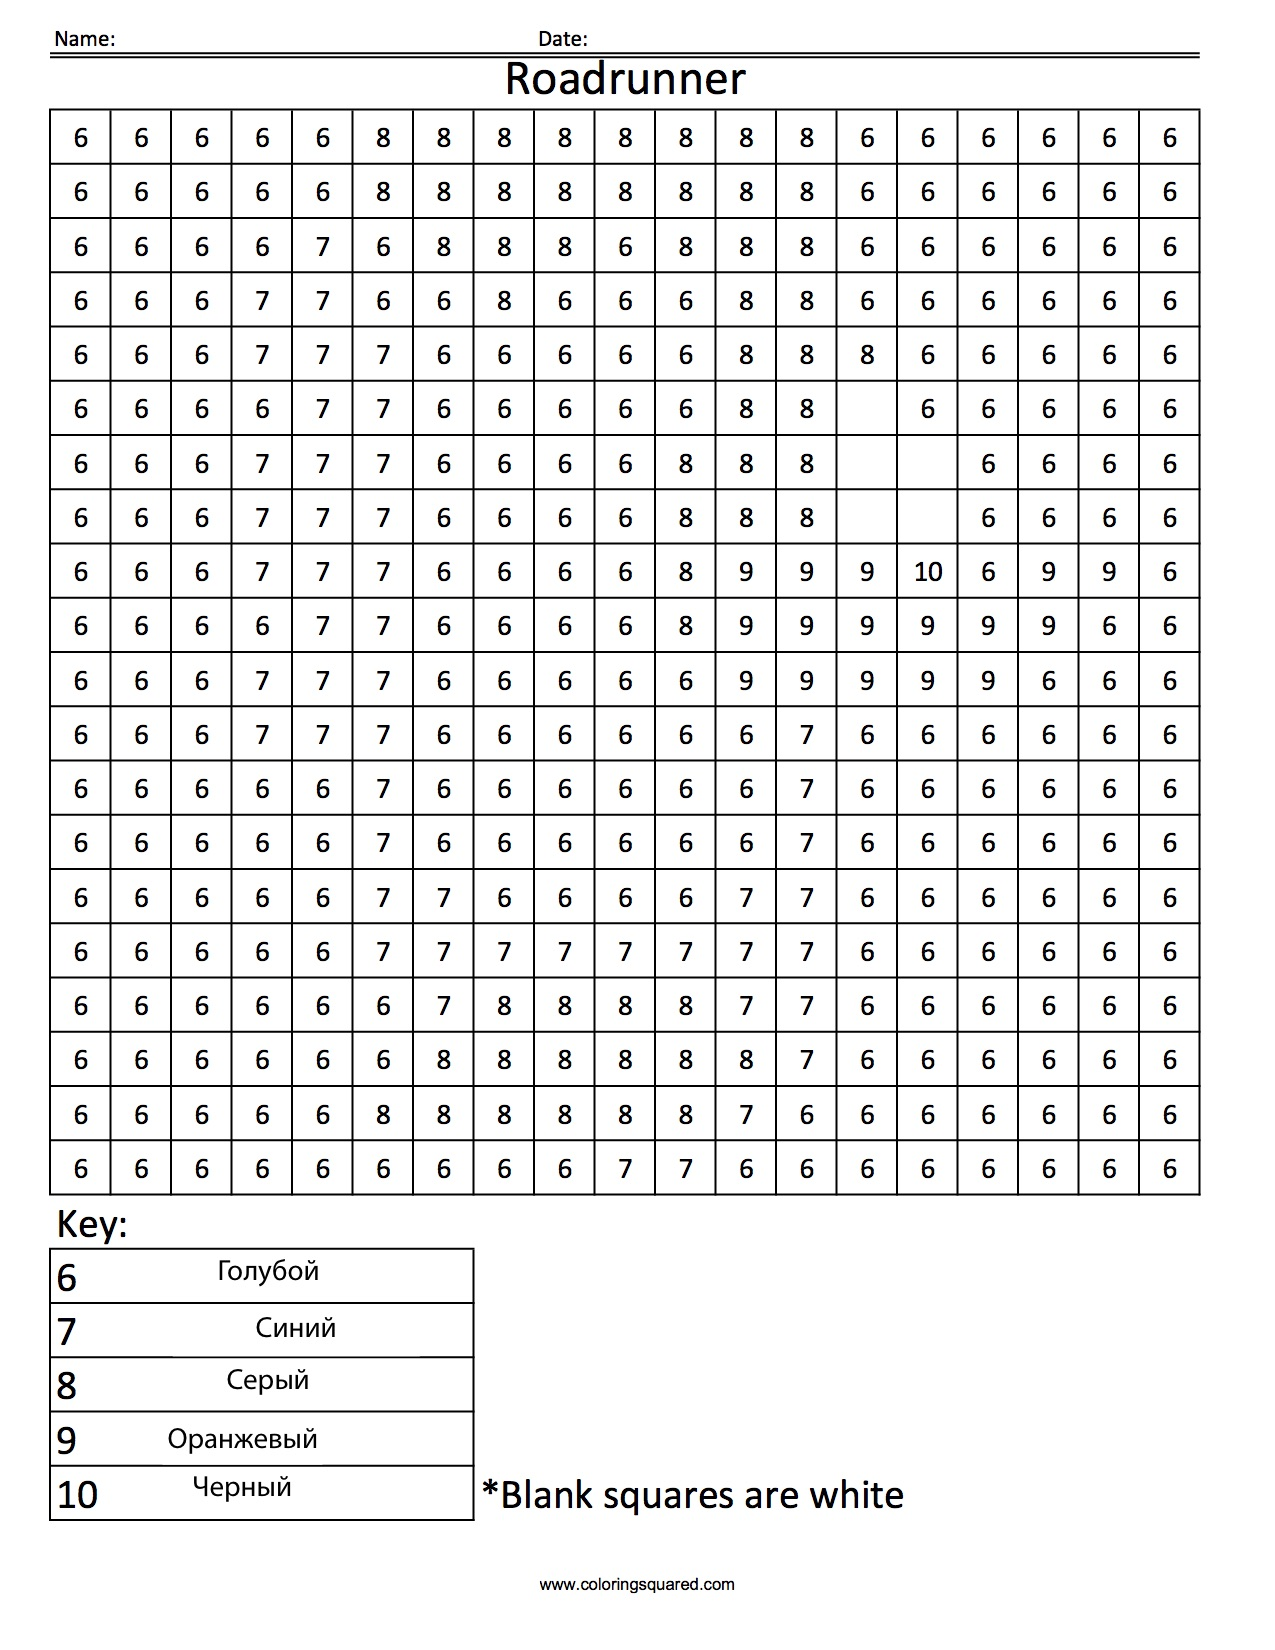 Name: Date:
Roadrunner
6 6 6 6 6 8 8 8 8 8 8 8 8 6 6 6 6 6 6
6 6 6 6 6 8 8 8 8 8 8 8 8 6 6 6 6 6 6
6 6 6 6 7 6 8 8 8 6 8 8 8 6 6 6 6 6 6
6 6 6 7 7 6 6 8 6 6 6 8 8 6 6 6 6 6 6
6 6 6 7 7 7 6 6 6 6 6 8 8 8 6 6 6 6 6
6 6 6 6 7 7 6 6 6 6 6 8 8 6 6 6 6 6
6 6 6 7 7 7 6 6 6 6 8 8 8 6 6 6 6
6 6 6 7 7 7 6 6 6 6 8 8 8 6 6 6 6
6 6 6 7 7 7 6 6 6 6 8 9 9 9 10 6 9 9 6
6 6 6 6 7 7 6 6 6 6 8 9 9 9 9 9 9 6 6
6 6 6 7 7 7 6 6 6 6 6 9 9 9 9 9 6 6 6
6 6 6 7 7 7 6 6 6 6 6 6 7 6 6 6 6 6 6
6 6 6 6 6 7 6 6 6 6 6 6 7 6 6 6 6 6 6
6 6 6 6 6 7 6 6 6 6 6 6 7 6 6 6 6 6 6
6 6 6 6 6 7 7 6 6 6 6 7 7 6 6 6 6 6 6
6 6 6 6 6 7 7 7 7 7 7 7 7 6 6 6 6 6 6
6 6 6 6 6 6 7 8 8 8 8 7 7 6 6 6 6 6 6
6 6 6 6 6 6 8 8 8 8 8 8 7 6 6 6 6 6 6
6 6 6 6 6 8 8 8 8 8 8 7 6 6 6 6 6 6 6
6 6 6 6 6 6 6 6 6 7 7 6 6 6 6 6 6 6 6
Key:
6 Голубой
7 Синий
8 Серый
9 Оранжевый
10 Черный
*Blank squares are white
www.coloringsquared.com